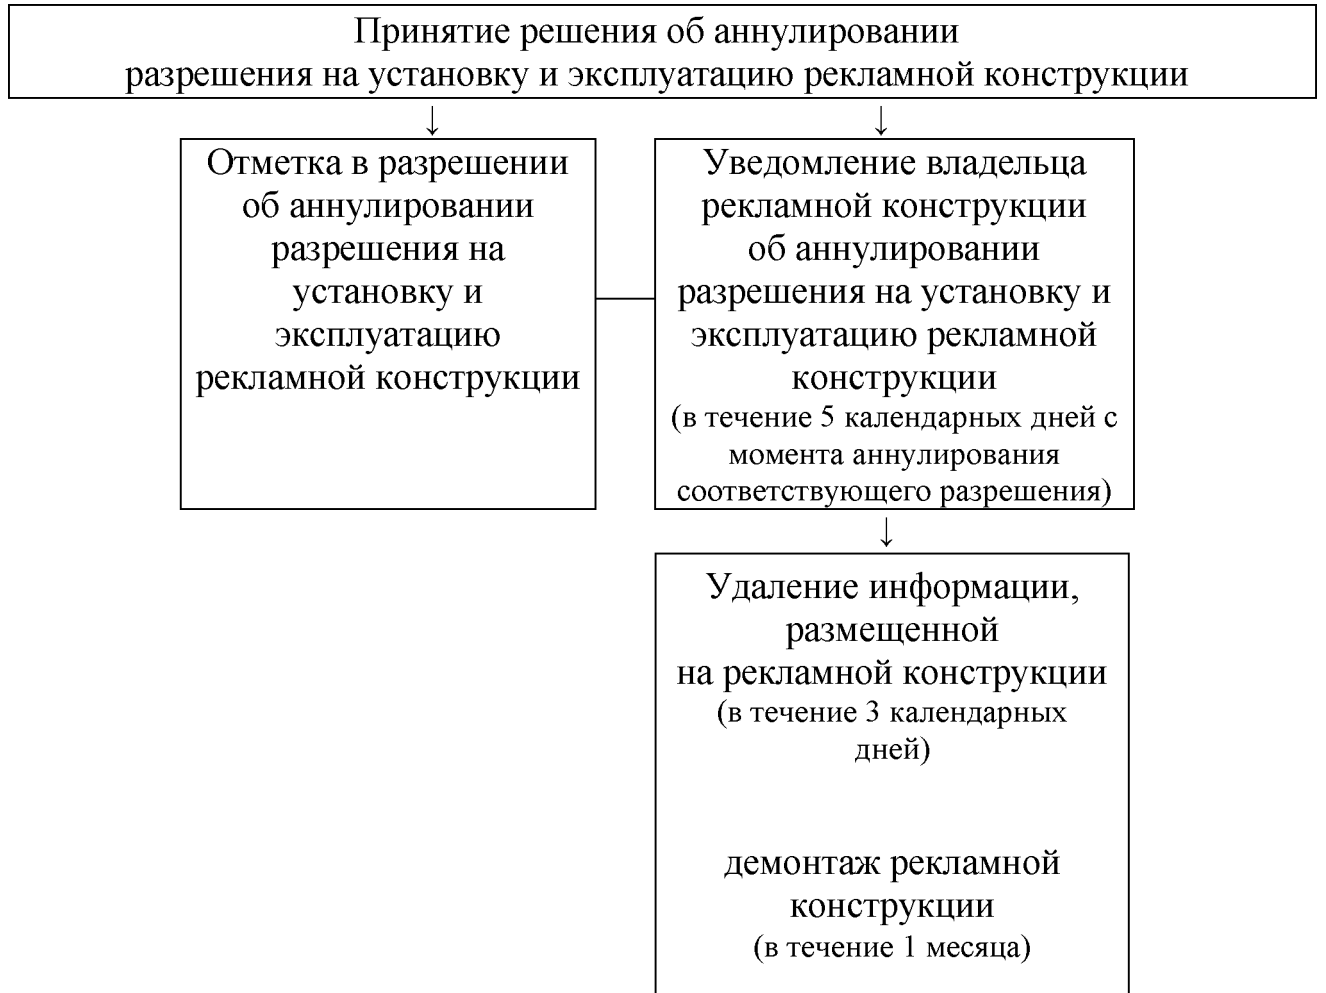 Принятие решения об аннулировании
разрешения на установку и эксплуатацию рекламной конструкции
↓ ↓
Отметка в разрешении
об аннулировании
разрешения на
установку и
эксплуатацию
рекламной конструкции
Уведомление владельца
рекламной конструкции
об аннулировании
разрешения на установку и
эксплуатацию рекламной
конструкции
(в течение 5 календарных дней с
момента аннулирования
соответствующего разрешения)
↓
Удаление информации,
размещенной
на рекламной конструкции
(в течение 3 календарных
дней)
демонтаж рекламной
конструкции
(в течение 1 месяца)